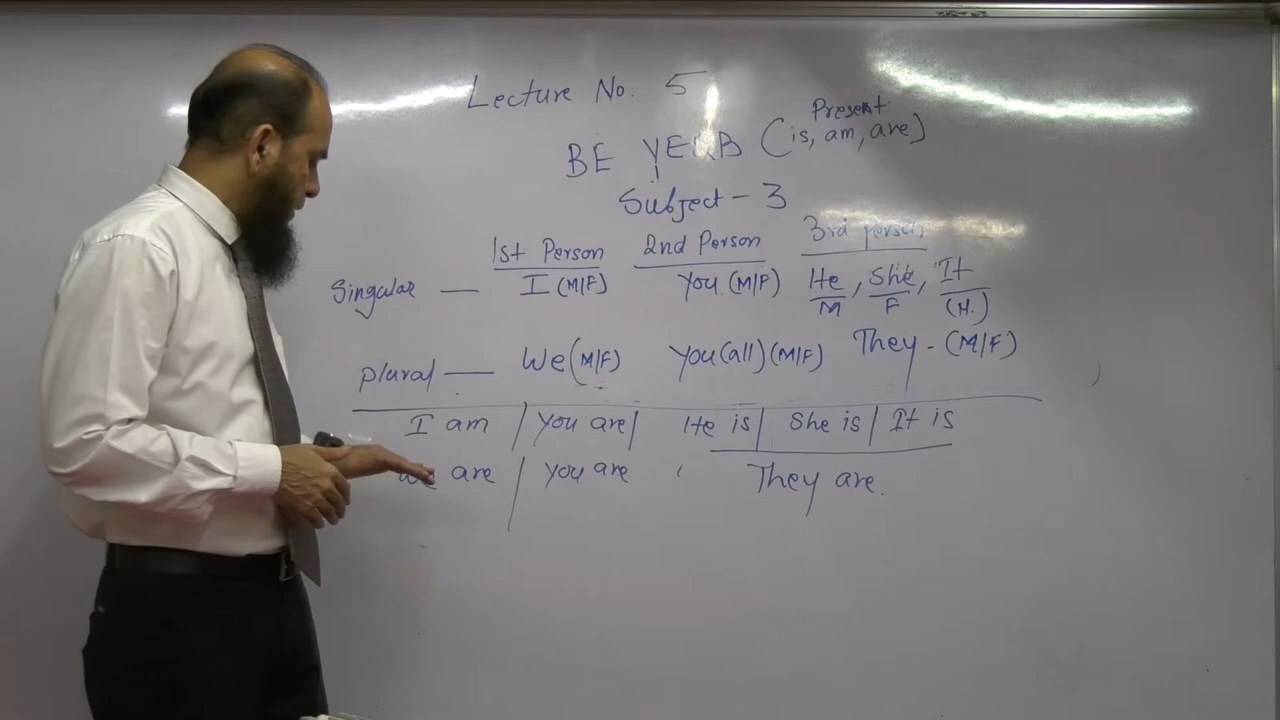 Lecture No. 5
Present
BE VERB (is, am, are)
Subject - 3
1st Person 2nd Person 3rd person
Singular — I (M/F) You (M/F) He, She, It
M F
Plural — We (M/F) You (all) (M/F) They - (M/F)
I am / You are / He is / She is / It is
We are / You are They are.